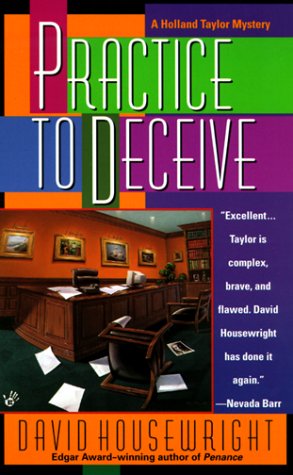 A Holland Taylor Mystery
PRACTICE
TO DECEIVE
"Excellent...
Taylor is
complex,
brave, and
flawed. David
Housewright
has done it
again."
—Nevada Barr
DAVID HOUSEWRIGHT
Edgar Award–winning author of Penance